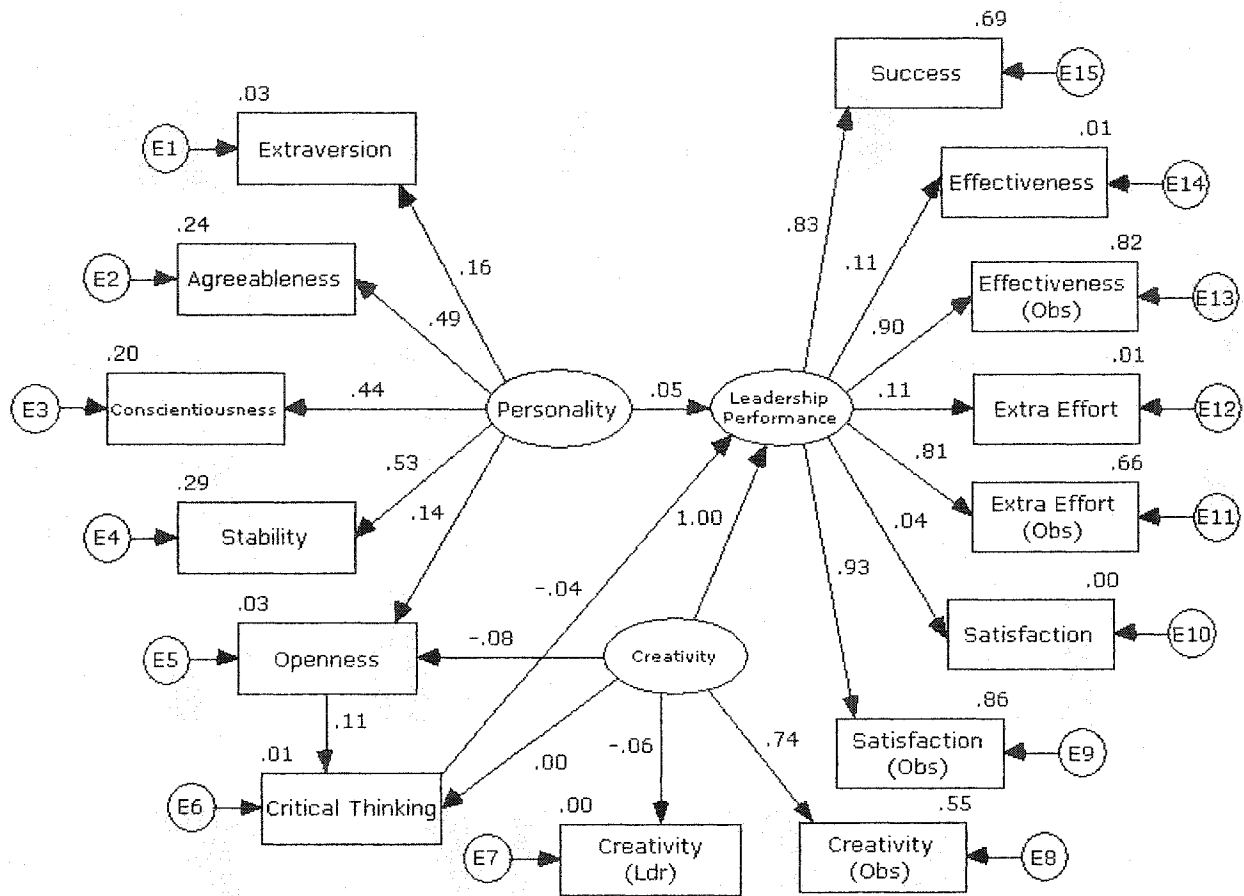 .69
Success
E15
.03
E1
Extraversion
.01
Effectiveness
E14
.24
E2
Agreeableness
.16
.83
.11
.82
Effectiveness
(Obs)
E13
.49
.90
.20
E3
Conscientiousness
.44
Personality
.05
Leadership
Performance
.11
.01
Extra Effort
E12
.53
.81
.66
.29
E4
Stability
.14
1.00
.04
Extra Effort
(Obs)
E11
-.04
.93
.00
.03
E5
Openness
-.08
Creativity
Satisfaction
E10
.11
.86
.01
.00
-.06
.74
Satisfaction
(Obs)
E9
E6
Critical Thinking
.00
.55
E7
Creativity
(Ldr)
Creativity
(Obs)
E8